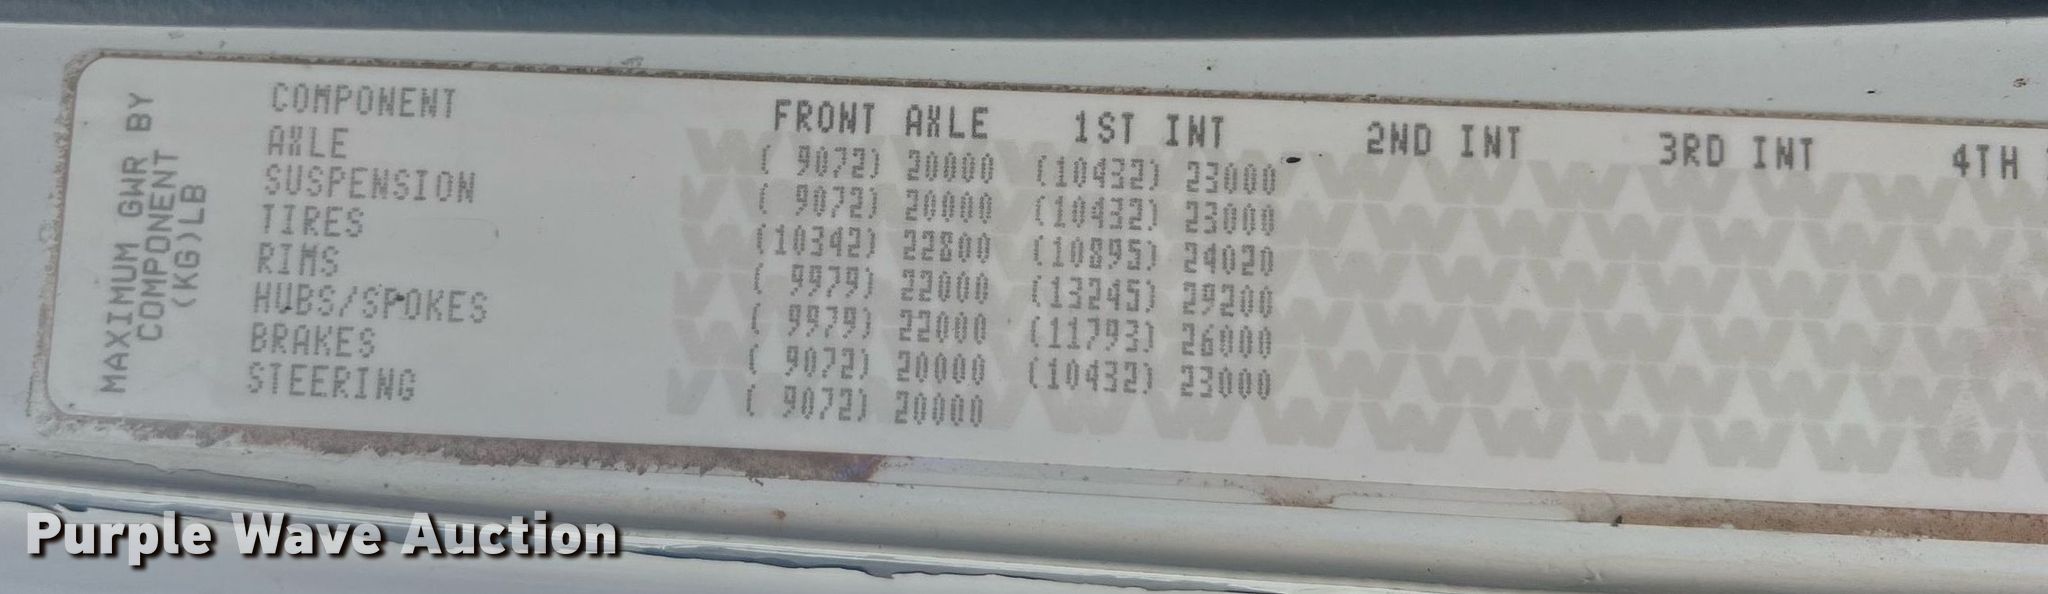 MAXIMUM GWR BY
COMPONENT
(KG)LB
COMPONENT FRONT AXLE 1ST INT 2ND INT 3RD INT 4TH
AXLE ( 9072) 20000 (10432) 23000
SUSPENSION ( 9072) 20000 (10432) 23000
TIRES (10342) 22800 (10895) 24020
RIMS ( 9979) 22000 (13245) 29200
HUBS/SPOKES ( 9979) 22000 (11793) 26000
BRAKES ( 9072) 20000 (10432) 23000
STEERING ( 9072) 20000
Purple Wave Auction